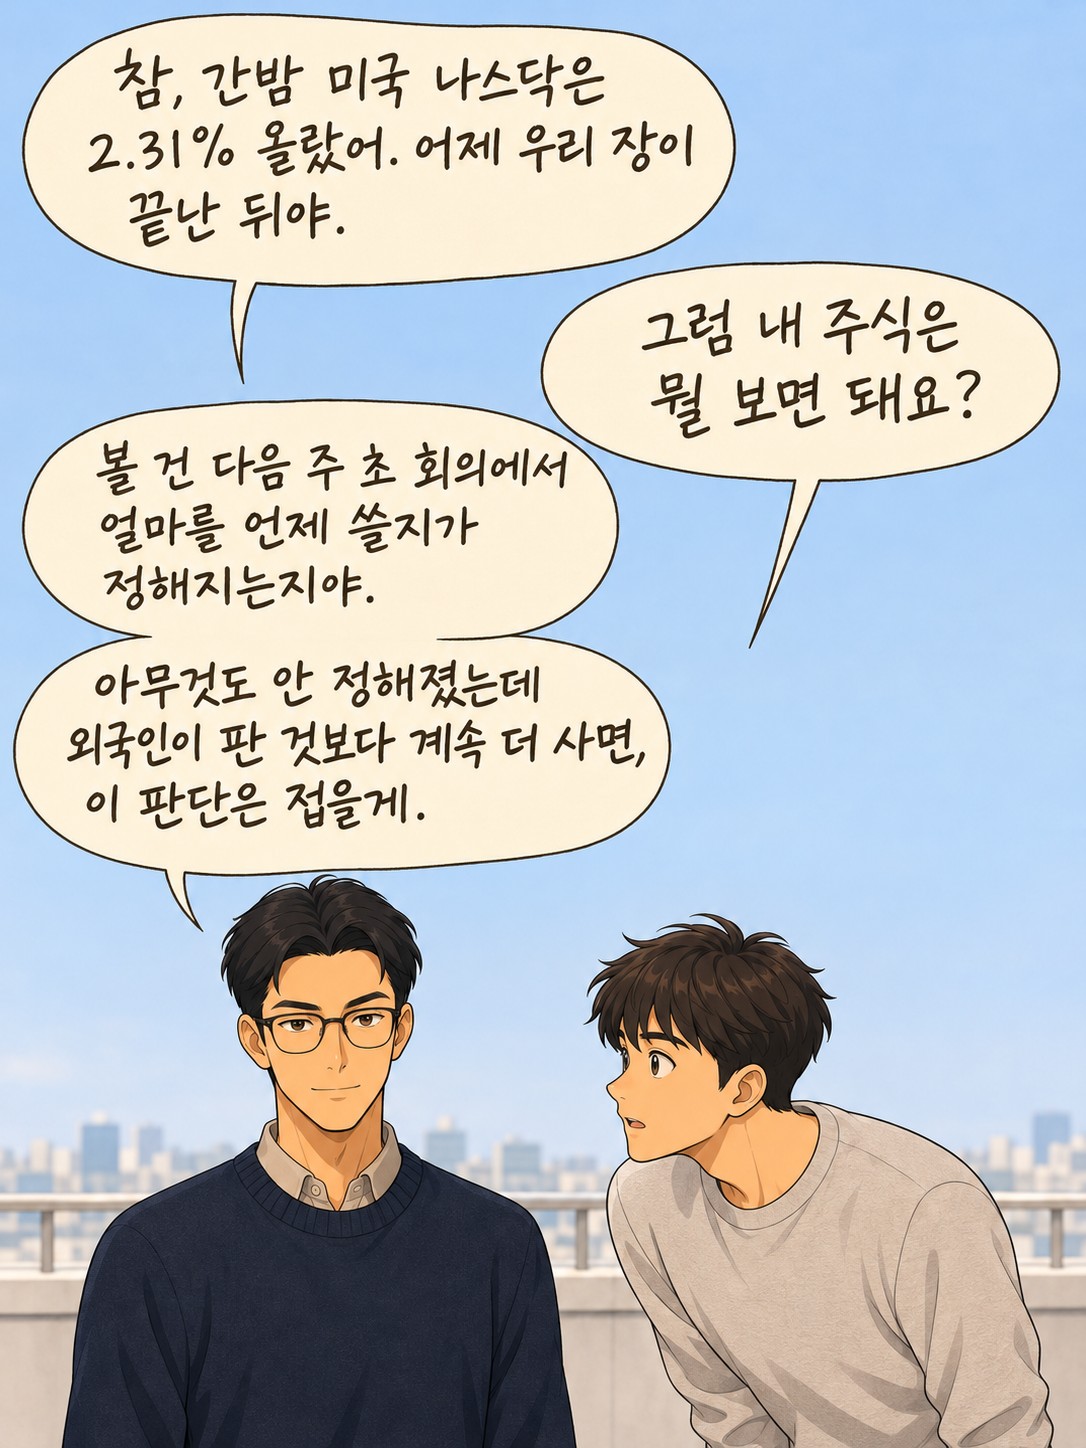 참, 간밤 미국 나스닥은
2.31% 올랐어. 어제 우리 장이
끝난 뒤야.
그럼 내 주식은
뭘 보면 돼요?
볼 건 다음 주 초 회의에서
얼마를 언제 쓸지가
정해지는지야.
아무것도 안 정해졌는데
외국인이 판 것보다 계속 더 사면,
이 판단은 접을게.